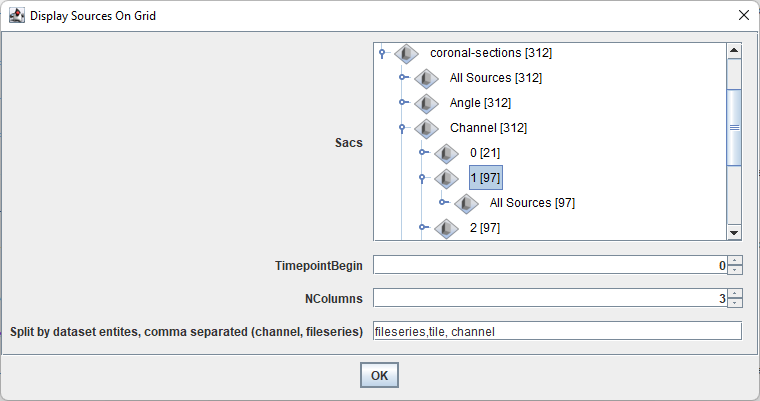 Display Sources On Grid
Sacs
coronal-sections [312]
All Sources [312]
Angle [312]
Channel [312]
0 [21]
1 [97]
All Sources [97]
2 [97]
TimepointBegin
0
NColumns
3
Split by dataset entites, comma separated (channel, fileseries)
fileseries,tile, channel
OK